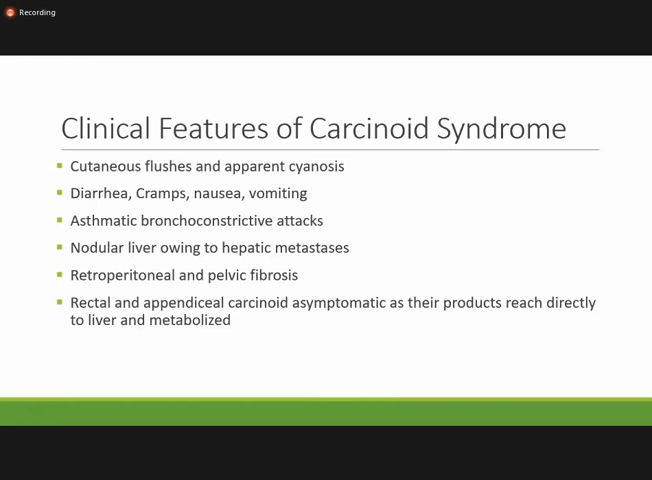 Recording
Clinical Features of Carcinoid Syndrome
Cutaneous flushes and apparent cyanosis
Diarrhea, Cramps, nausea, vomiting
Asthmatic bronchoconstrictive attacks
Nodular liver owing to hepatic metastases
Retroperitoneal and pelvic fibrosis
Rectal and appendiceal carcinoid asymptomatic as their products reach directly
to liver and metabolized